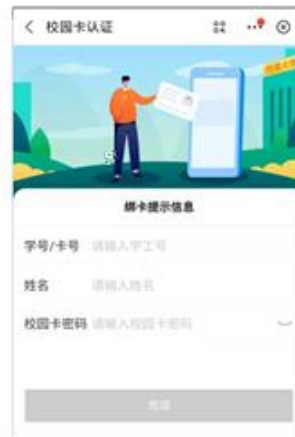 校园卡认证
绑卡提示信息
学号/卡号 请输入学工号
姓名 请输入姓名
校园卡密码 请输入校园卡密码
完成